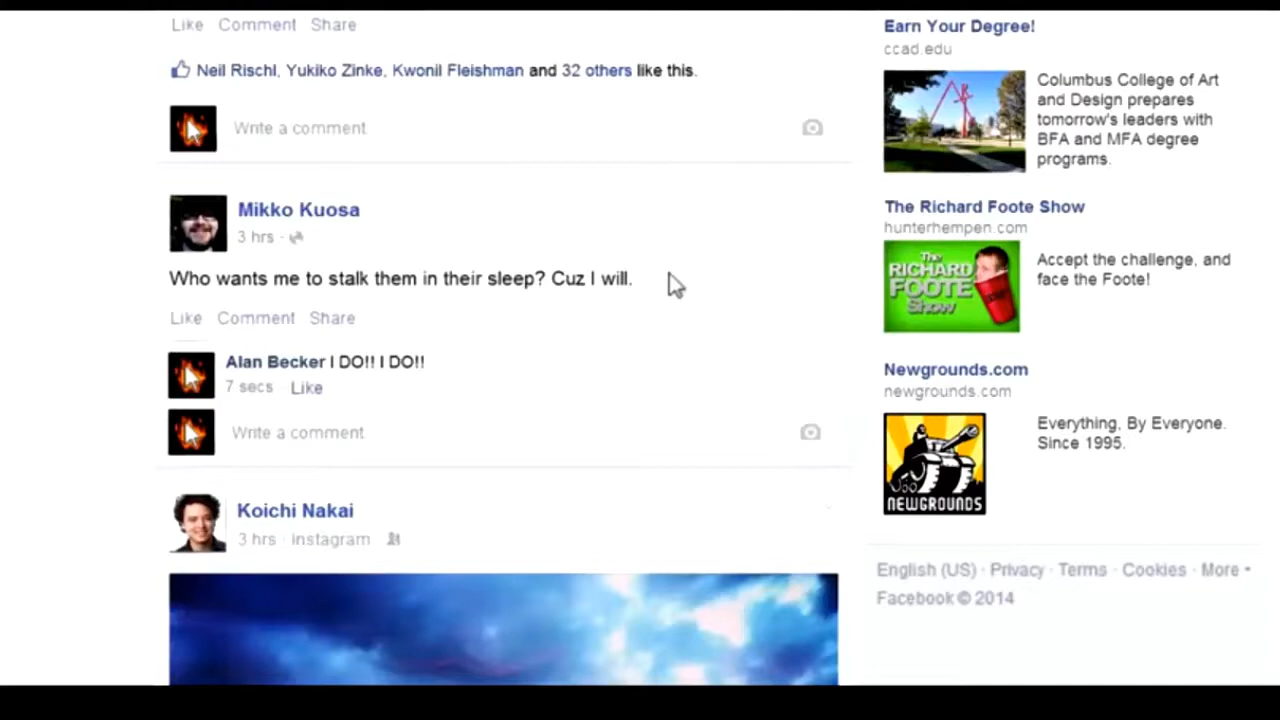 Like Comment Share
Neil Rischl, Yukiko Zinke, Kwonil Fleishman and 32 others like this.
Write a comment
Mikko Kuosa
3 hrs ·
Who wants me to stalk them in their sleep? Cuz I will.
Like Comment Share
Alan Becker I DO!! I DO!!
7 secs Like
Write a comment
Koichi Nakai
3 hrs · instagram
Earn Your Degree!
ccad.edu
Columbus College of Art
and Design prepares
tomorrow's leaders with
BFA and MFA degree
programs.
The Richard Foote Show
hunterhempen.com
The
RICHARD
FOOTE
Show
Accept the challenge, and
face the Foote!
Newgrounds.com
newgrounds.com
NEWGROUNDS
Everything, By Everyone.
Since 1995.
English (US) · Privacy · Terms · Cookies · More
Facebook © 2014